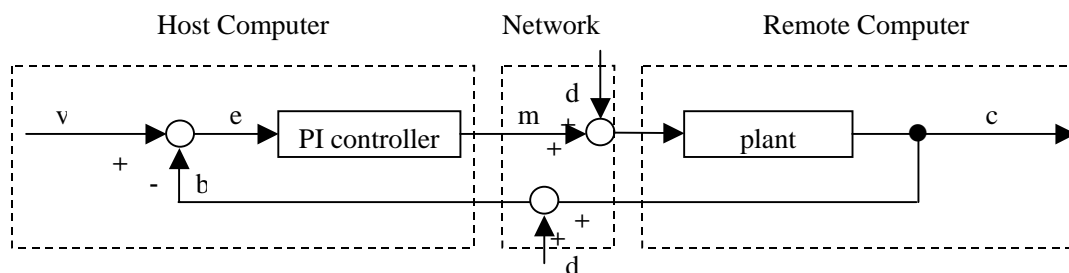 Host Computer Network Remote Computer
d
v e m c
+
PI controller plant
+ +
- b
+
+
d